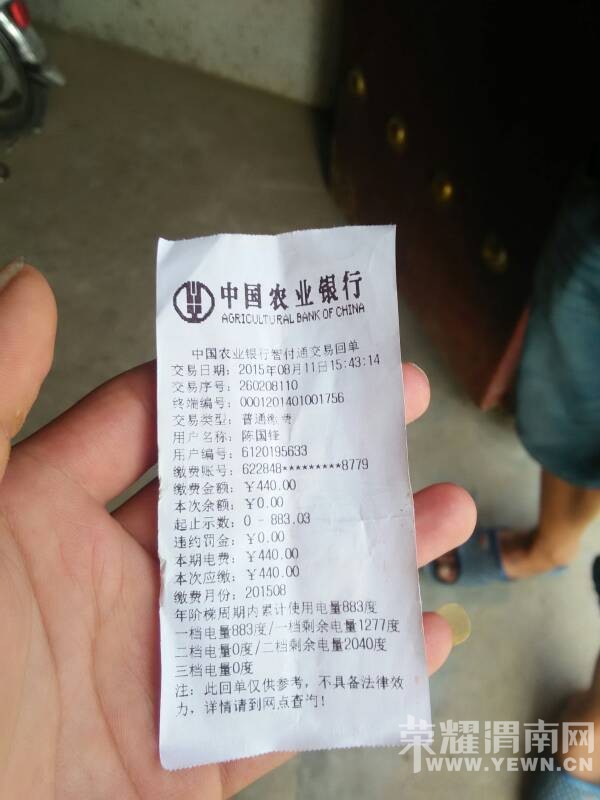 中国农业银行
AGRICULTURAL BANK OF CHINA
中国农业银行智付通交易回单
交易日期：2015年08月11日15:43:14
交易序号：260208110
终端编号：0001201401001756
交易类型：普通缴费
用户名称：陈国锋
用户编号：6120195633
缴费账号：622848*********8779
缴费金额：￥440.00
本次余额：￥0.00
起止示数：0 - 883.03
违约罚金：￥0.00
本期电费：￥440.00
本次应缴：￥440.00
缴费月份：201508
年阶梯周期内累计使用电量883度
一档电量883度/一档剩余电量1277度
二档电量0度/二档剩余电量2040度
三档电量0度
注：此回单仅供参考，不具备法律效
力，详情请到网点查询！
荣耀渭南网
WWW.YEWN.CN